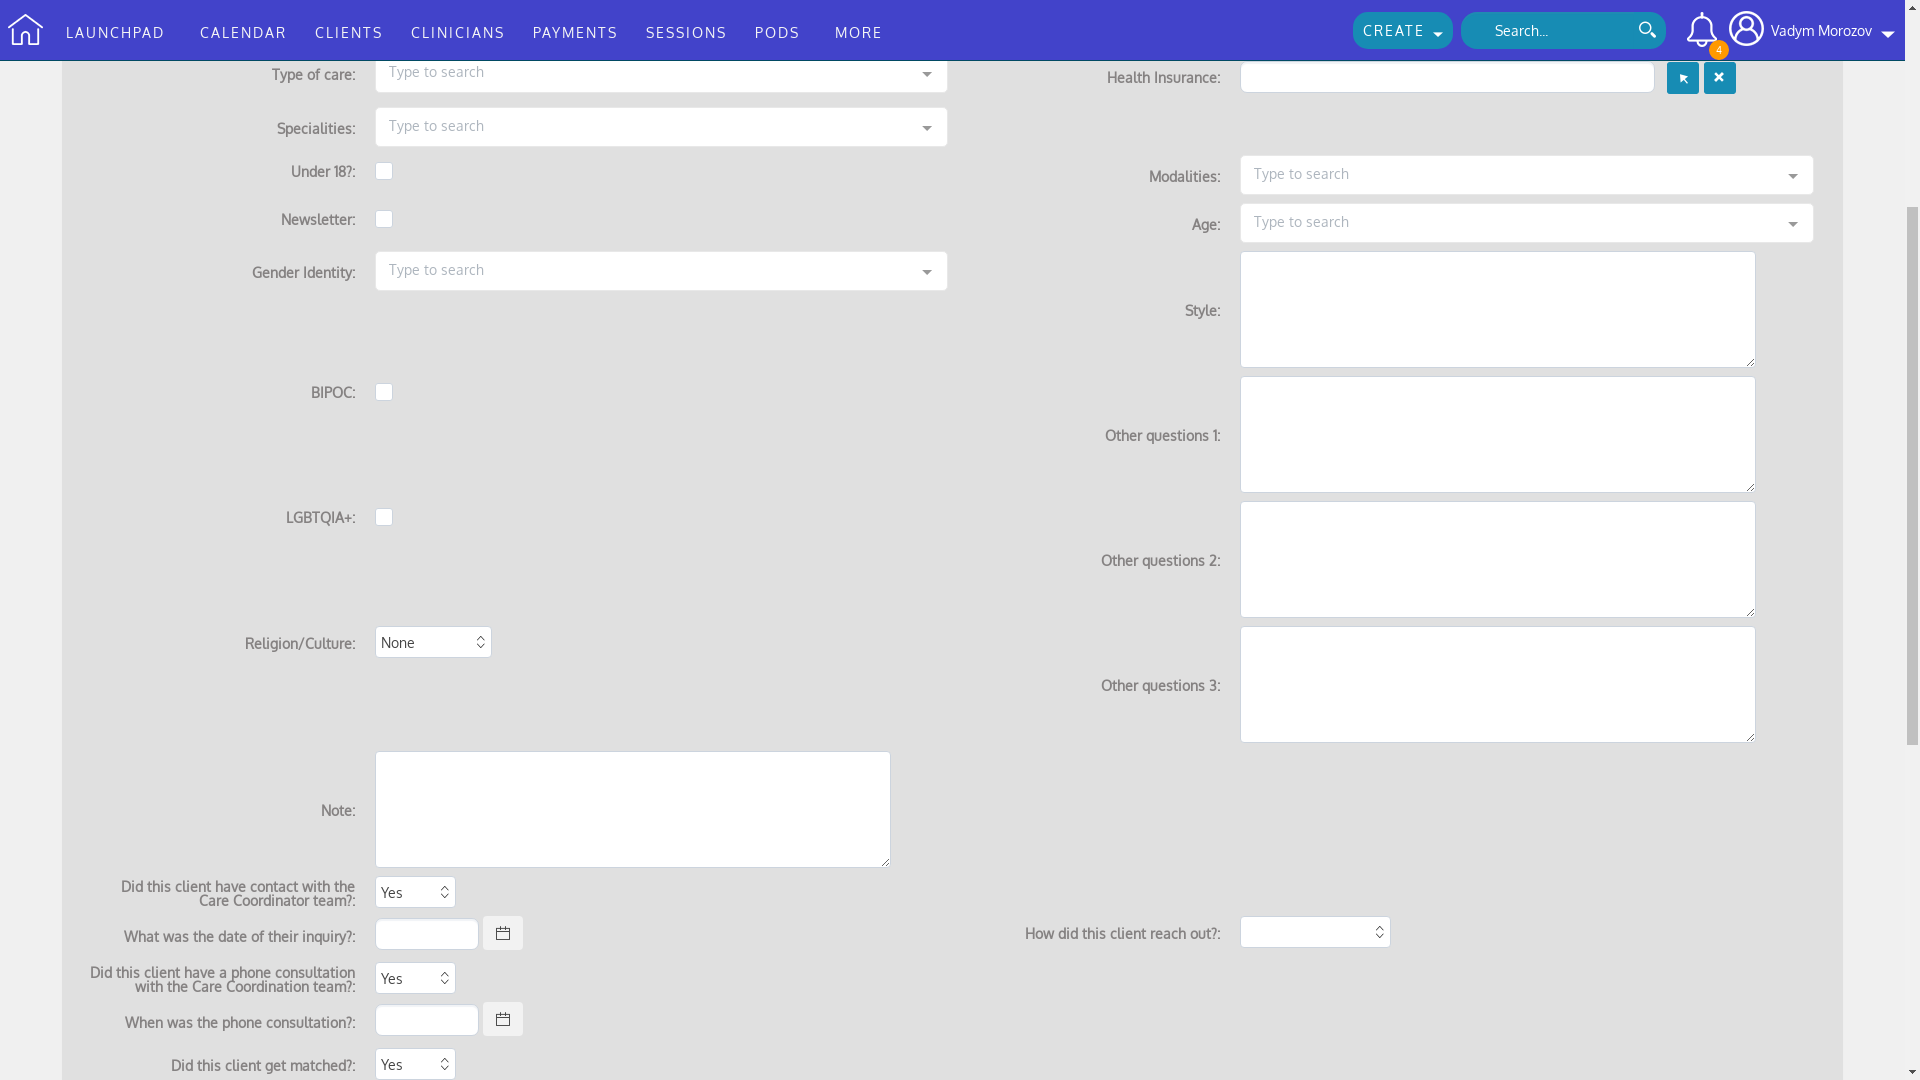 LAUNCHPAD CALENDAR CLIENTS CLINICIANS PAYMENTS SESSIONS PODS MORE CREATE Search... 4 Vadym Morozov
Type of care: Type to search Health Insurance:
Specialities: Type to search
Under 18?:
Modalities: Type to search
Newsletter:
Age: Type to search
Gender Identity: Type to search
Style:
BIPOC:
Other questions 1:
LGBTQIA+:
Other questions 2:
Religion/Culture: None
Other questions 3:
Note:
Did this client have contact with the
Care Coordinator team?: Yes
What was the date of their inquiry?: How did this client reach out?:
Did this client have a phone consultation
with the Care Coordination team?: Yes
When was the phone consultation?:
Did this client get matched?: Yes